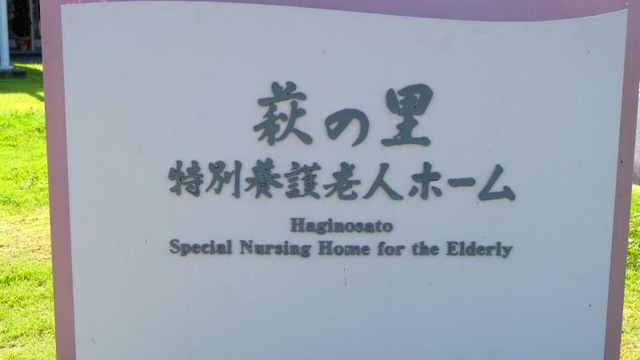 萩の里
特別養護老人ホーム
Haginosato
Special Nursing Home for the Elderly